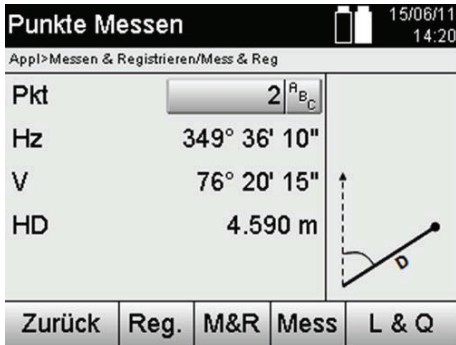 Punkte Messen 15/06/11
14:20
Appl>Messen & Registrieren/Mess & Reg
Pkt 2 ABC
Hz 349° 36' 10"
V 76° 20' 15"
HD 4.590 m
D
Zurück Reg. M&R Mess L & Q